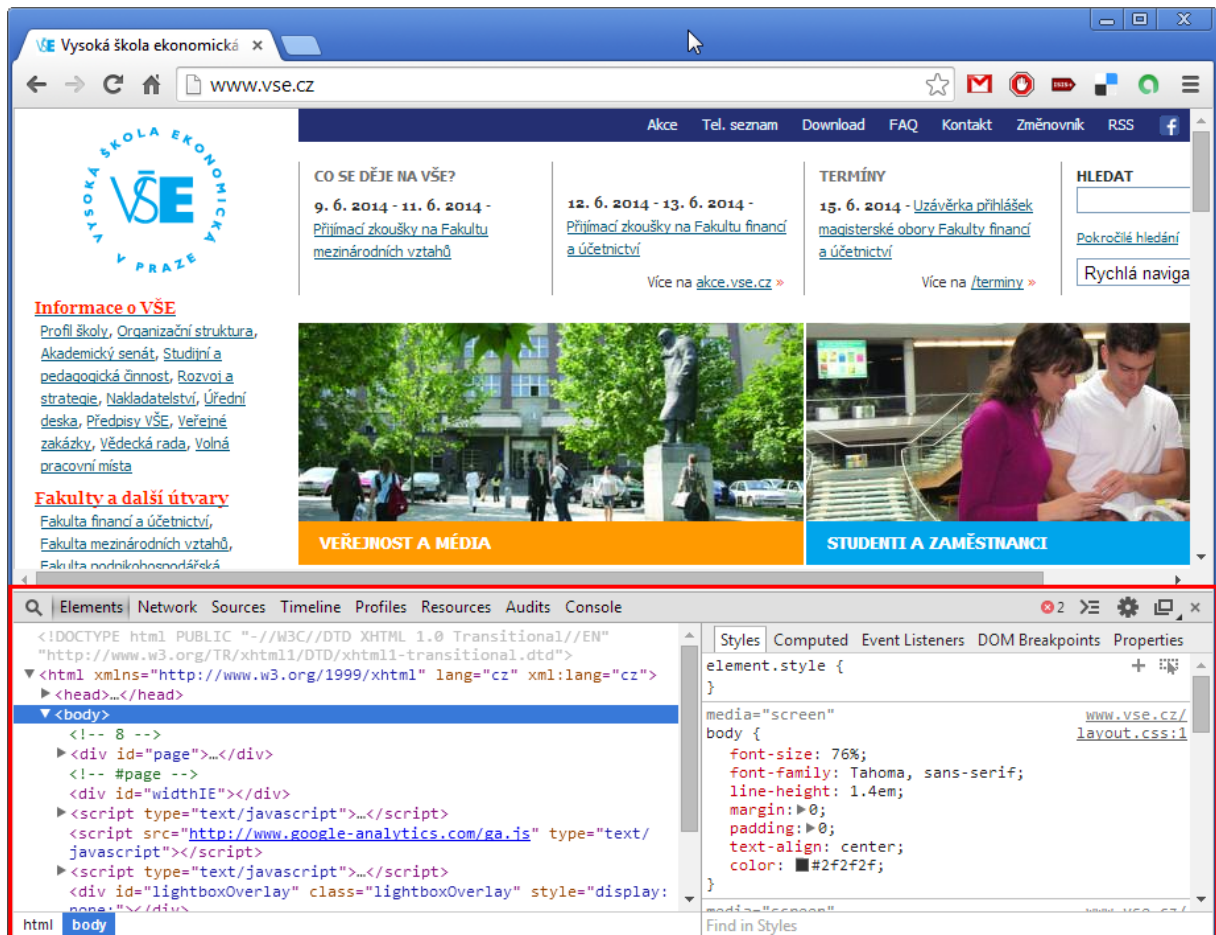 Vysoká škola ekonomická
www.vse.cz
VYSOKÁ ŠKOLA EKONOMICKÁ V PRAZE
VŠE
Akce Tel. seznam Download FAQ Kontakt Změnovník RSS f
CO SE DĚJE NA VŠE?
9. 6. 2014 - 11. 6. 2014 -
Přijímací zkoušky na Fakultu
mezinárodních vztahů
12. 6. 2014 - 13. 6. 2014 -
Přijímací zkoušky na Fakultu financí
a účetnictví
Více na akce.vse.cz »
TERMÍNY
15. 6. 2014 - Uzávěrka přihlášek
magisterské obory Fakulty financí
a účetnictví
Více na /terminy »
HLEDAT
Pokročilé hledání
Rychlá naviga
Informace o VŠE
Profil školy, Organizační struktura,
Akademický senát, Studijní a
pedagogická činnost, Rozvoj a
strategie, Nakladatelství, Úřední
deska, Předpisy VŠE, Veřejné
zakázky, Vědecká rada, Volná
pracovní místa
Fakulty a další útvary
Fakulta financí a účetnictví,
Fakulta mezinárodních vztahů,
Fakulta podnikohospodářská
VEŘEJNOST A MÉDIA
STUDENTI A ZAMĚSTNANCI
Elements Network Sources Timeline Profiles Resources Audits Console
2
<!DOCTYPE html PUBLIC "-//W3C//DTD XHTML 1.0 Transitional//EN"
"http://www.w3.org/TR/xhtml1/DTD/xhtml1-transitional.dtd">
<html xmlns="http://www.w3.org/1999/xhtml" lang="cz" xml:lang="cz">
<head>…</head>
<body>
<!-- 8 -->
<div id="page">…</div>
<!-- #page -->
<div id="widthIE"></div>
<script type="text/javascript">…</script>
<script src="http://www.google-analytics.com/ga.js" type="text/
javascript"></script>
<script type="text/javascript">…</script>
<div id="lightboxOverlay" class="lightboxOverlay" style="display:
none;"></div>
html body
Styles Computed Event Listeners DOM Breakpoints Properties
element.style {
}
media="screen" www.vse.cz/
body { layout.css:1
font-size: 76%;
font-family: Tahoma, sans-serif;
line-height: 1.4em;
margin: 0;
padding: 0;
text-align: center;
color: #2f2f2f;
}
media="screen" www.vse.cz/
Find in Styles